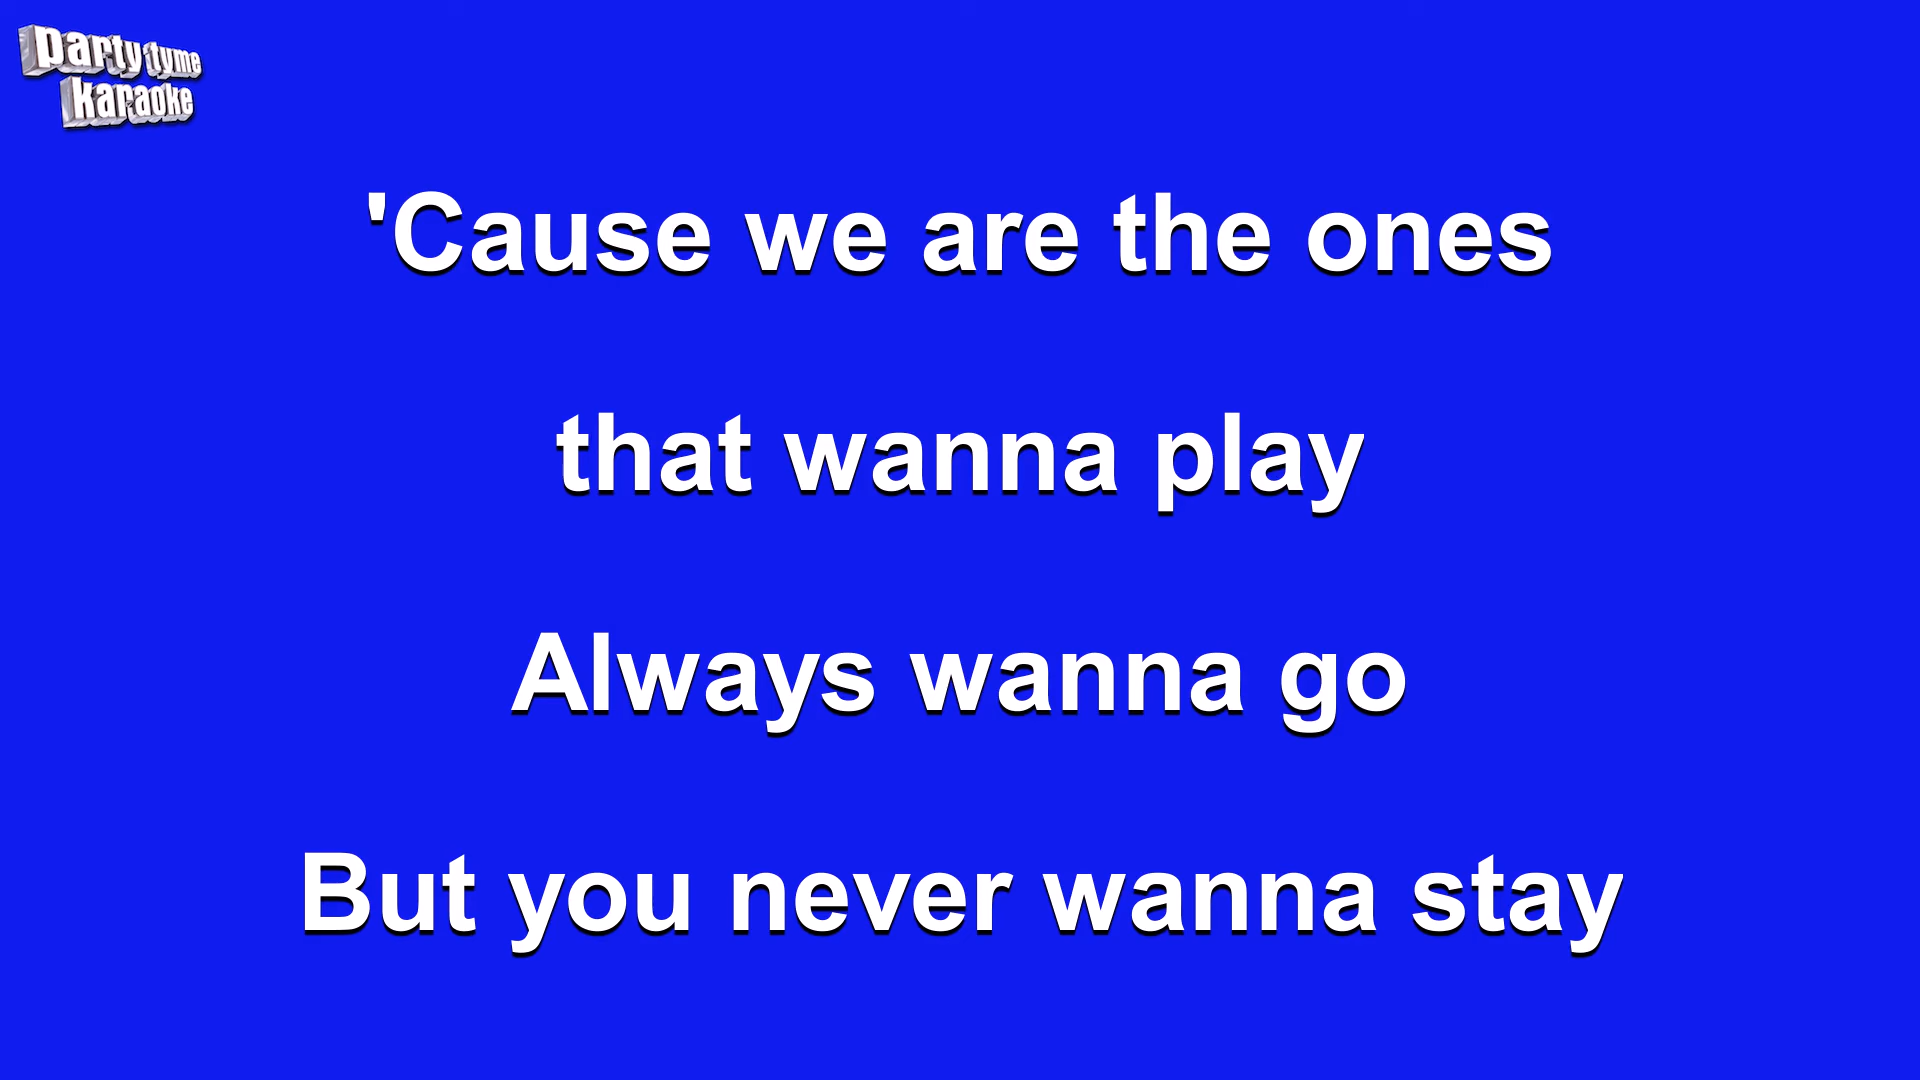 party tyme
karaoke
'Cause we are the ones
that wanna play
Always wanna go
But you never wanna stay